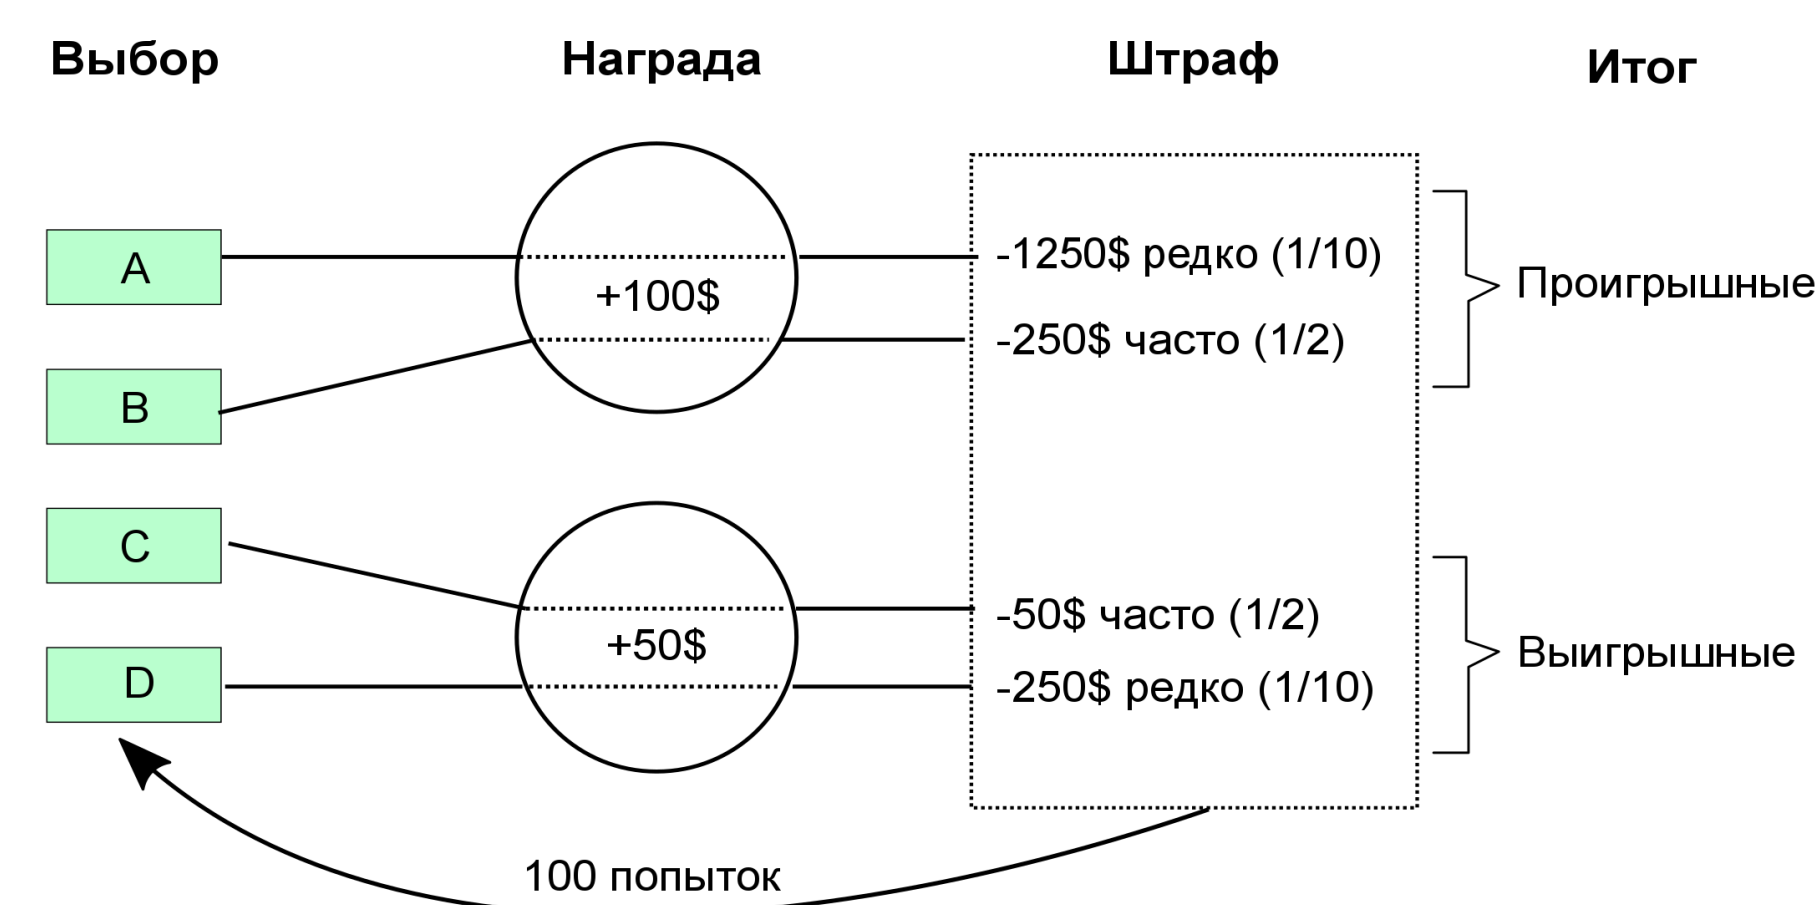 Выбор
Награда
Штраф
Итог
A
+100$
-1250$ редко (1/10)
Проигрышные
-250$ часто (1/2)
B
C
+50$
-50$ часто (1/2)
Выигрышные
D
-250$ редко (1/10)
100 попыток